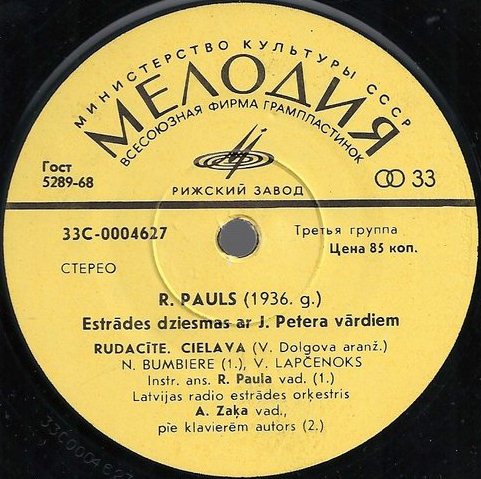 МИНИСТЕРСТВО КУЛЬТУРЫ СССР
МЕЛОДИЯ
ВСЕСОЮЗНАЯ ФИРМА ГРАМПЛАСТИНОК
Гост
5289-68
РИЖСКИЙ ЗАВОД
33
33С-0004627
Третья группа
Цена 85 коп.
СТЕРЕО
R. PAULS (1936. g.)
Estrādes dziesmas ar J. Petera vārdiem
RUDACĪTE. CIELAVA (V. Dolgova aranž.)
N. BUMBIERE (1.), V. LAPČENOKS
Instr. ans. R. Paula vad. (1.)
Latvijas radio estrādes orķestris
A. Zaķa vad.,
pie klavierēm autors (2.)